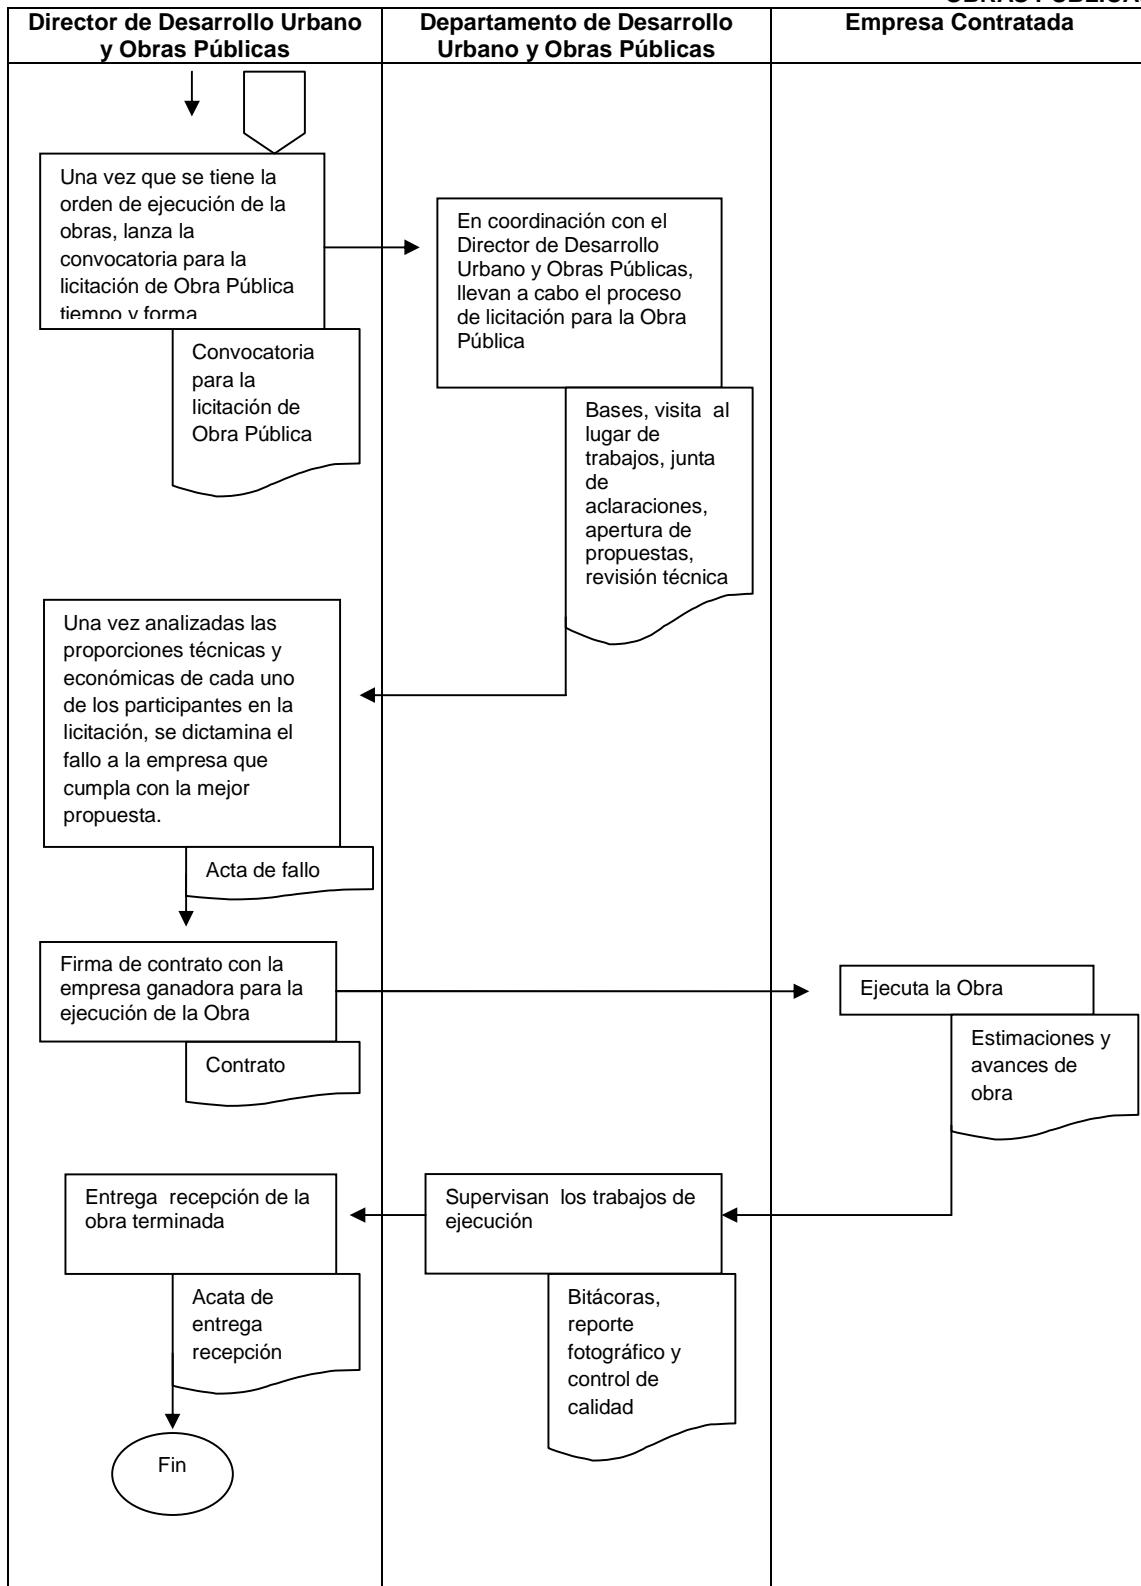 Director de Desarrollo Urbano
y Obras Públicas
Departamento de Desarrollo
Urbano y Obras Públicas
Empresa Contratada
Una vez que se tiene la
orden de ejecución de la
obras, lanza la
convocatoria para la
licitación de Obra Pública
tiempo y forma
Convocatoria
para la
licitación de
Obra Pública
En coordinación con el
Director de Desarrollo
Urbano y Obras Públicas,
llevan a cabo el proceso
de licitación para la Obra
Pública
Bases, visita al
lugar de
trabajos, junta
de
aclaraciones,
apertura de
propuestas,
revisión técnica
Una vez analizadas las
proporciones técnicas y
económicas de cada uno
de los participantes en la
licitación, se dictamina el
fallo a la empresa que
cumpla con la mejor
propuesta.
Acta de fallo
Firma de contrato con la
empresa ganadora para la
ejecución de la Obra
Contrato
Ejecuta la Obra
Estimaciones y
avances de
obra
Supervisan los trabajos de
ejecución
Bitácoras,
reporte
fotográfico y
control de
calidad
Entrega recepción de la
obra terminada
Acata de
entrega
recepción
Fin